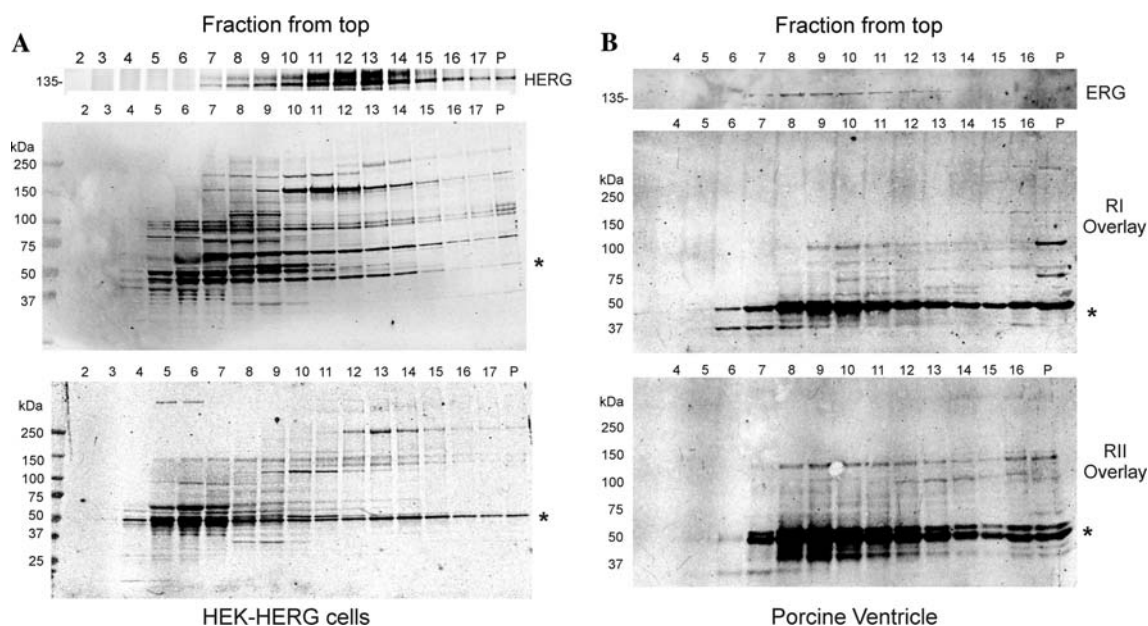 Fraction from top
A
2 3 4 5 6 7 8 9 10 11 12 13 14 15 16 17 P
135-
HERG
2 3 4 5 6 7 8 9 10 11 12 13 14 15 16 17 P
kDa
250
150
100
75
50
37
*
2 3 4 5 6 7 8 9 10 11 12 13 14 15 16 17 P
kDa
250
150
100
75
50
37
25
*
HEK-HERG cells
Fraction from top
B
4 5 6 7 8 9 10 11 12 13 14 15 16 P
135-
ERG
4 5 6 7 8 9 10 11 12 13 14 15 16 P
kDa
250
150
100
75
50
37
RI
Overlay
*
4 5 6 7 8 9 10 11 12 13 14 15 16 P
kDa
250
150
100
75
50
37
RII
Overlay
*
Porcine Ventricle